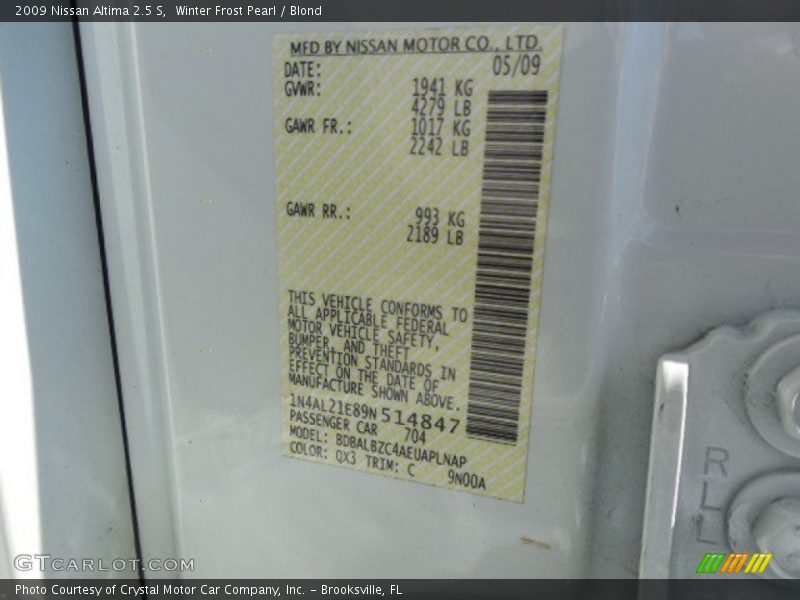 2009 Nissan Altima 2.5 S,  Winter Frost Pearl / Blond
MFD BY NISSAN MOTOR CO., LTD.
DATE: 05/09
GVWR: 1941 KG
4279 LB
GAWR FR.: 1017 KG
2242 LB
GAWR RR.: 993 KG
2189 LB
THIS VEHICLE CONFORMS TO
ALL APPLICABLE FEDERAL
MOTOR VEHICLE SAFETY,
BUMPER, AND THEFT
PREVENTION STANDARDS IN
EFFECT ON THE DATE OF
MANUFACTURE SHOWN ABOVE.
1N4AL21E89N514847
PASSENGER CAR 704
MODEL: BDBALBZC4AEUAPLNAP
COLOR: QX3 TRIM: C 9N00A
RLL
GTCARLOT.COM
Photo Courtesy of Crystal Motor Car Company, Inc. – Brooksville, FL